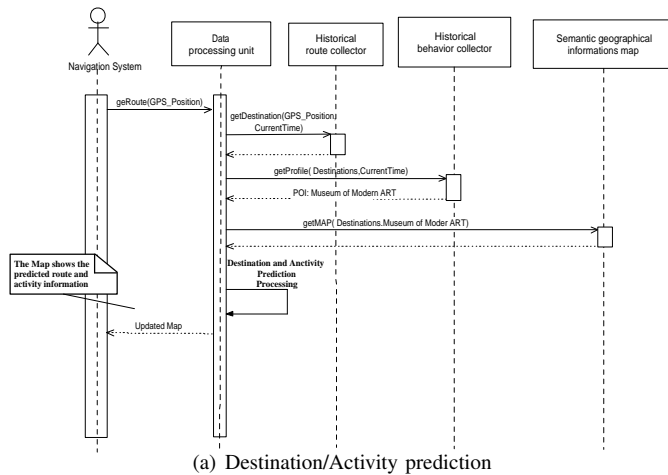 Navigation System
Data
processing unit
Historical
route collector
Historical
behavior collector
Semantic geographical
informations map
geRoute(GPS_Position)
getDestination(GPS_Position,
CurrentTime)
getProfile( Destinations,CurrentTime)
POI: Museum of Modern ART
getMAP( Destinations.Museum of Moder ART)
The Map shows the
predicted route and
activity information
Destination and Anctivity
Prediction
Processing
Updated Map
(a) Destination/Activity prediction